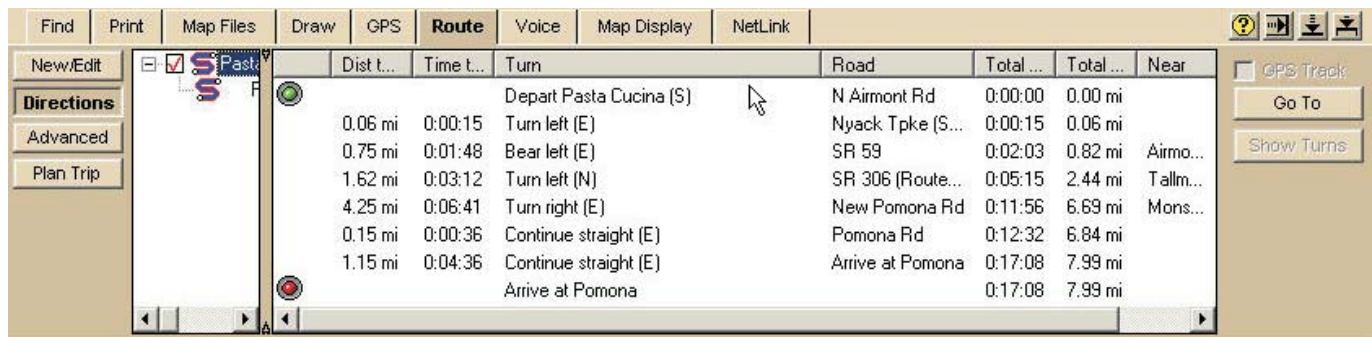 Find Print Map Files Draw GPS Route Voice Map Display NetLink
New/Edit Pasta Dist t... Time t... Turn Road Total ... Total ... Near GPS Track
Directions F Depart Pasta Cucina (S) N Airmont Rd 0:00:00 0.00 mi Go To
0.06 mi 0:00:15 Turn left (E) Nyack Tpke (S... 0:00:15 0.06 mi
Advanced 0.75 mi 0:01:48 Bear left (E) SR 59 0:02:03 0.82 mi Airmo... Show Turns
Plan Trip 1.62 mi 0:03:12 Turn left (N) SR 306 (Route... 0:05:15 2.44 mi Tallm...
4.25 mi 0:06:41 Turn right (E) New Pomona Rd 0:11:56 6.69 mi Mons...
0.15 mi 0:00:36 Continue straight (E) Pomona Rd 0:12:32 6.84 mi
1.15 mi 0:04:36 Continue straight (E) Arrive at Pomona 0:17:08 7.99 mi
Arrive at Pomona 0:17:08 7.99 mi